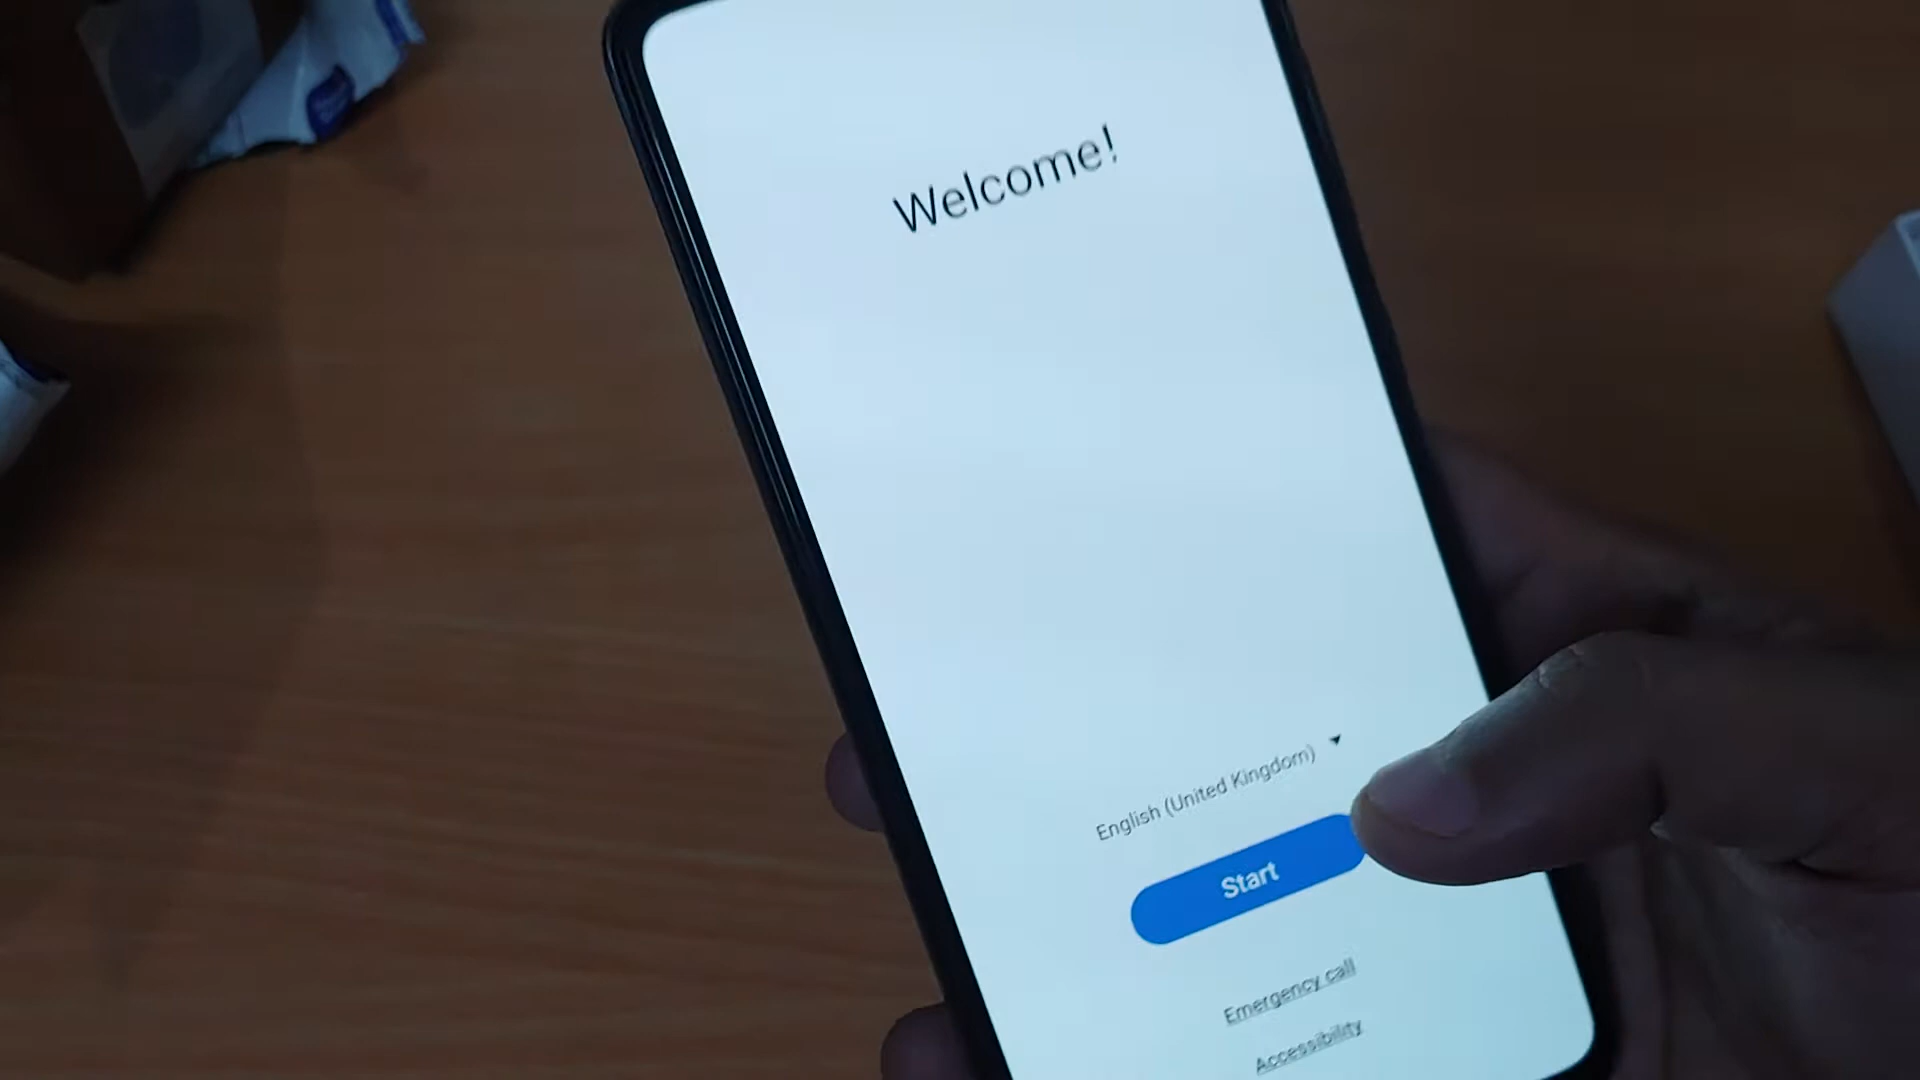 Welcome!
English (United Kingdom)
Start
Emergency call
Accessibility